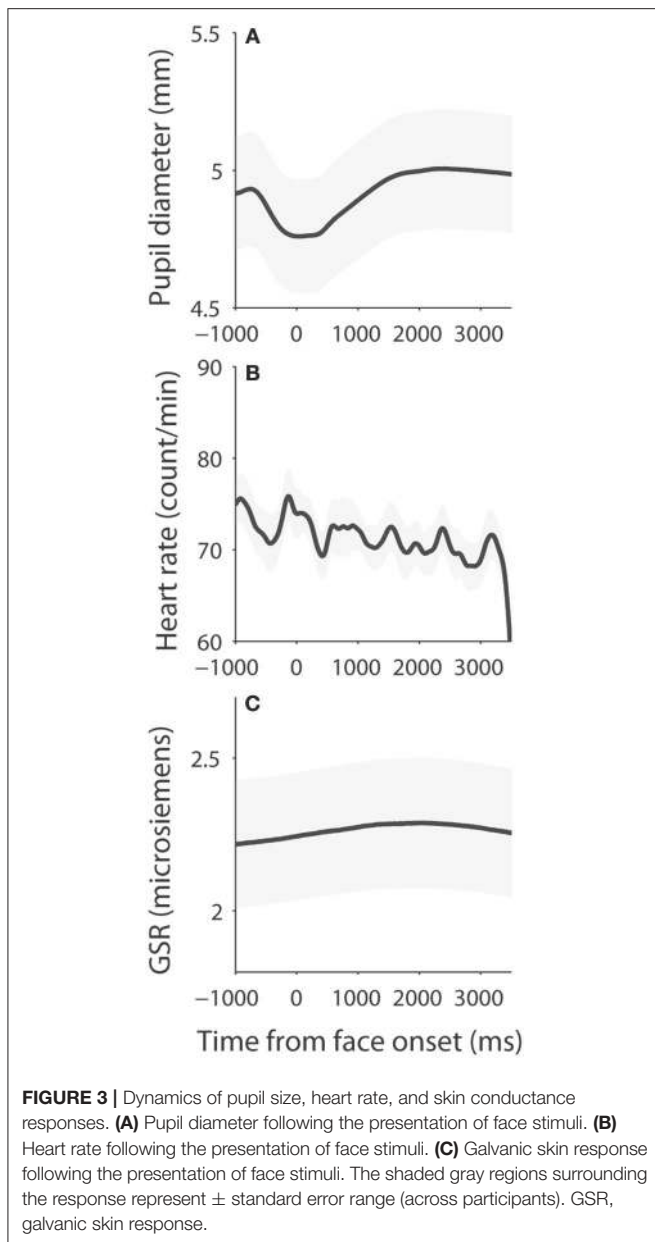 A
5.5
5
4.5
Pupil diameter (mm)
−1000 0 1000 2000 3000
B
90
80
70
60
Heart rate (count/min)
−1000 0 1000 2000 3000
C
2.5
2
GSR (microsiemens)
−1000 0 1000 2000 3000
Time from face onset (ms)
FIGURE 3 | Dynamics of pupil size, heart rate, and skin conductance
responses. (A) Pupil diameter following the presentation of face stimuli. (B)
Heart rate following the presentation of face stimuli. (C) Galvanic skin response
following the presentation of face stimuli. The shaded gray regions surrounding
the response represent ± standard error range (across participants). GSR,
galvanic skin response.